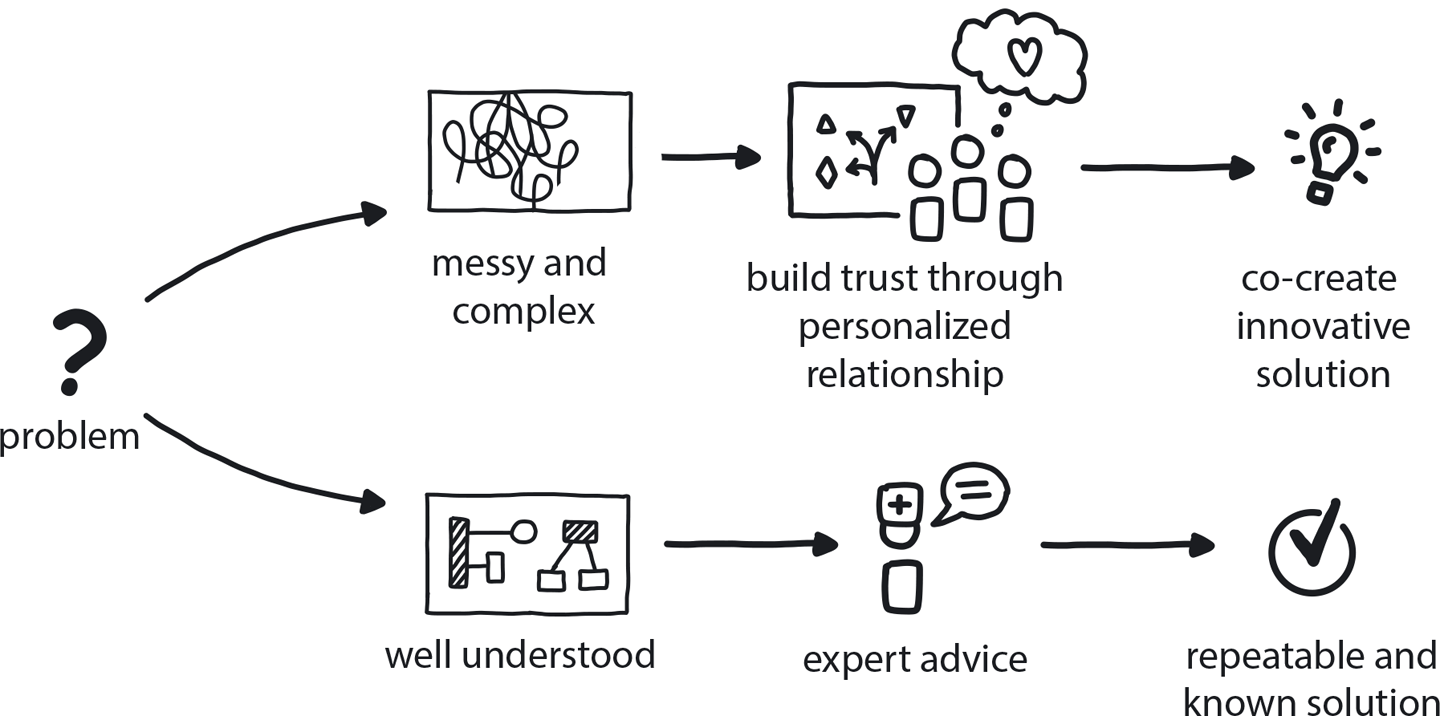 problem
messy and
complex
build trust through
personalized
relationship
co-create
innovative
solution
well understood
expert advice
repeatable and
known solution